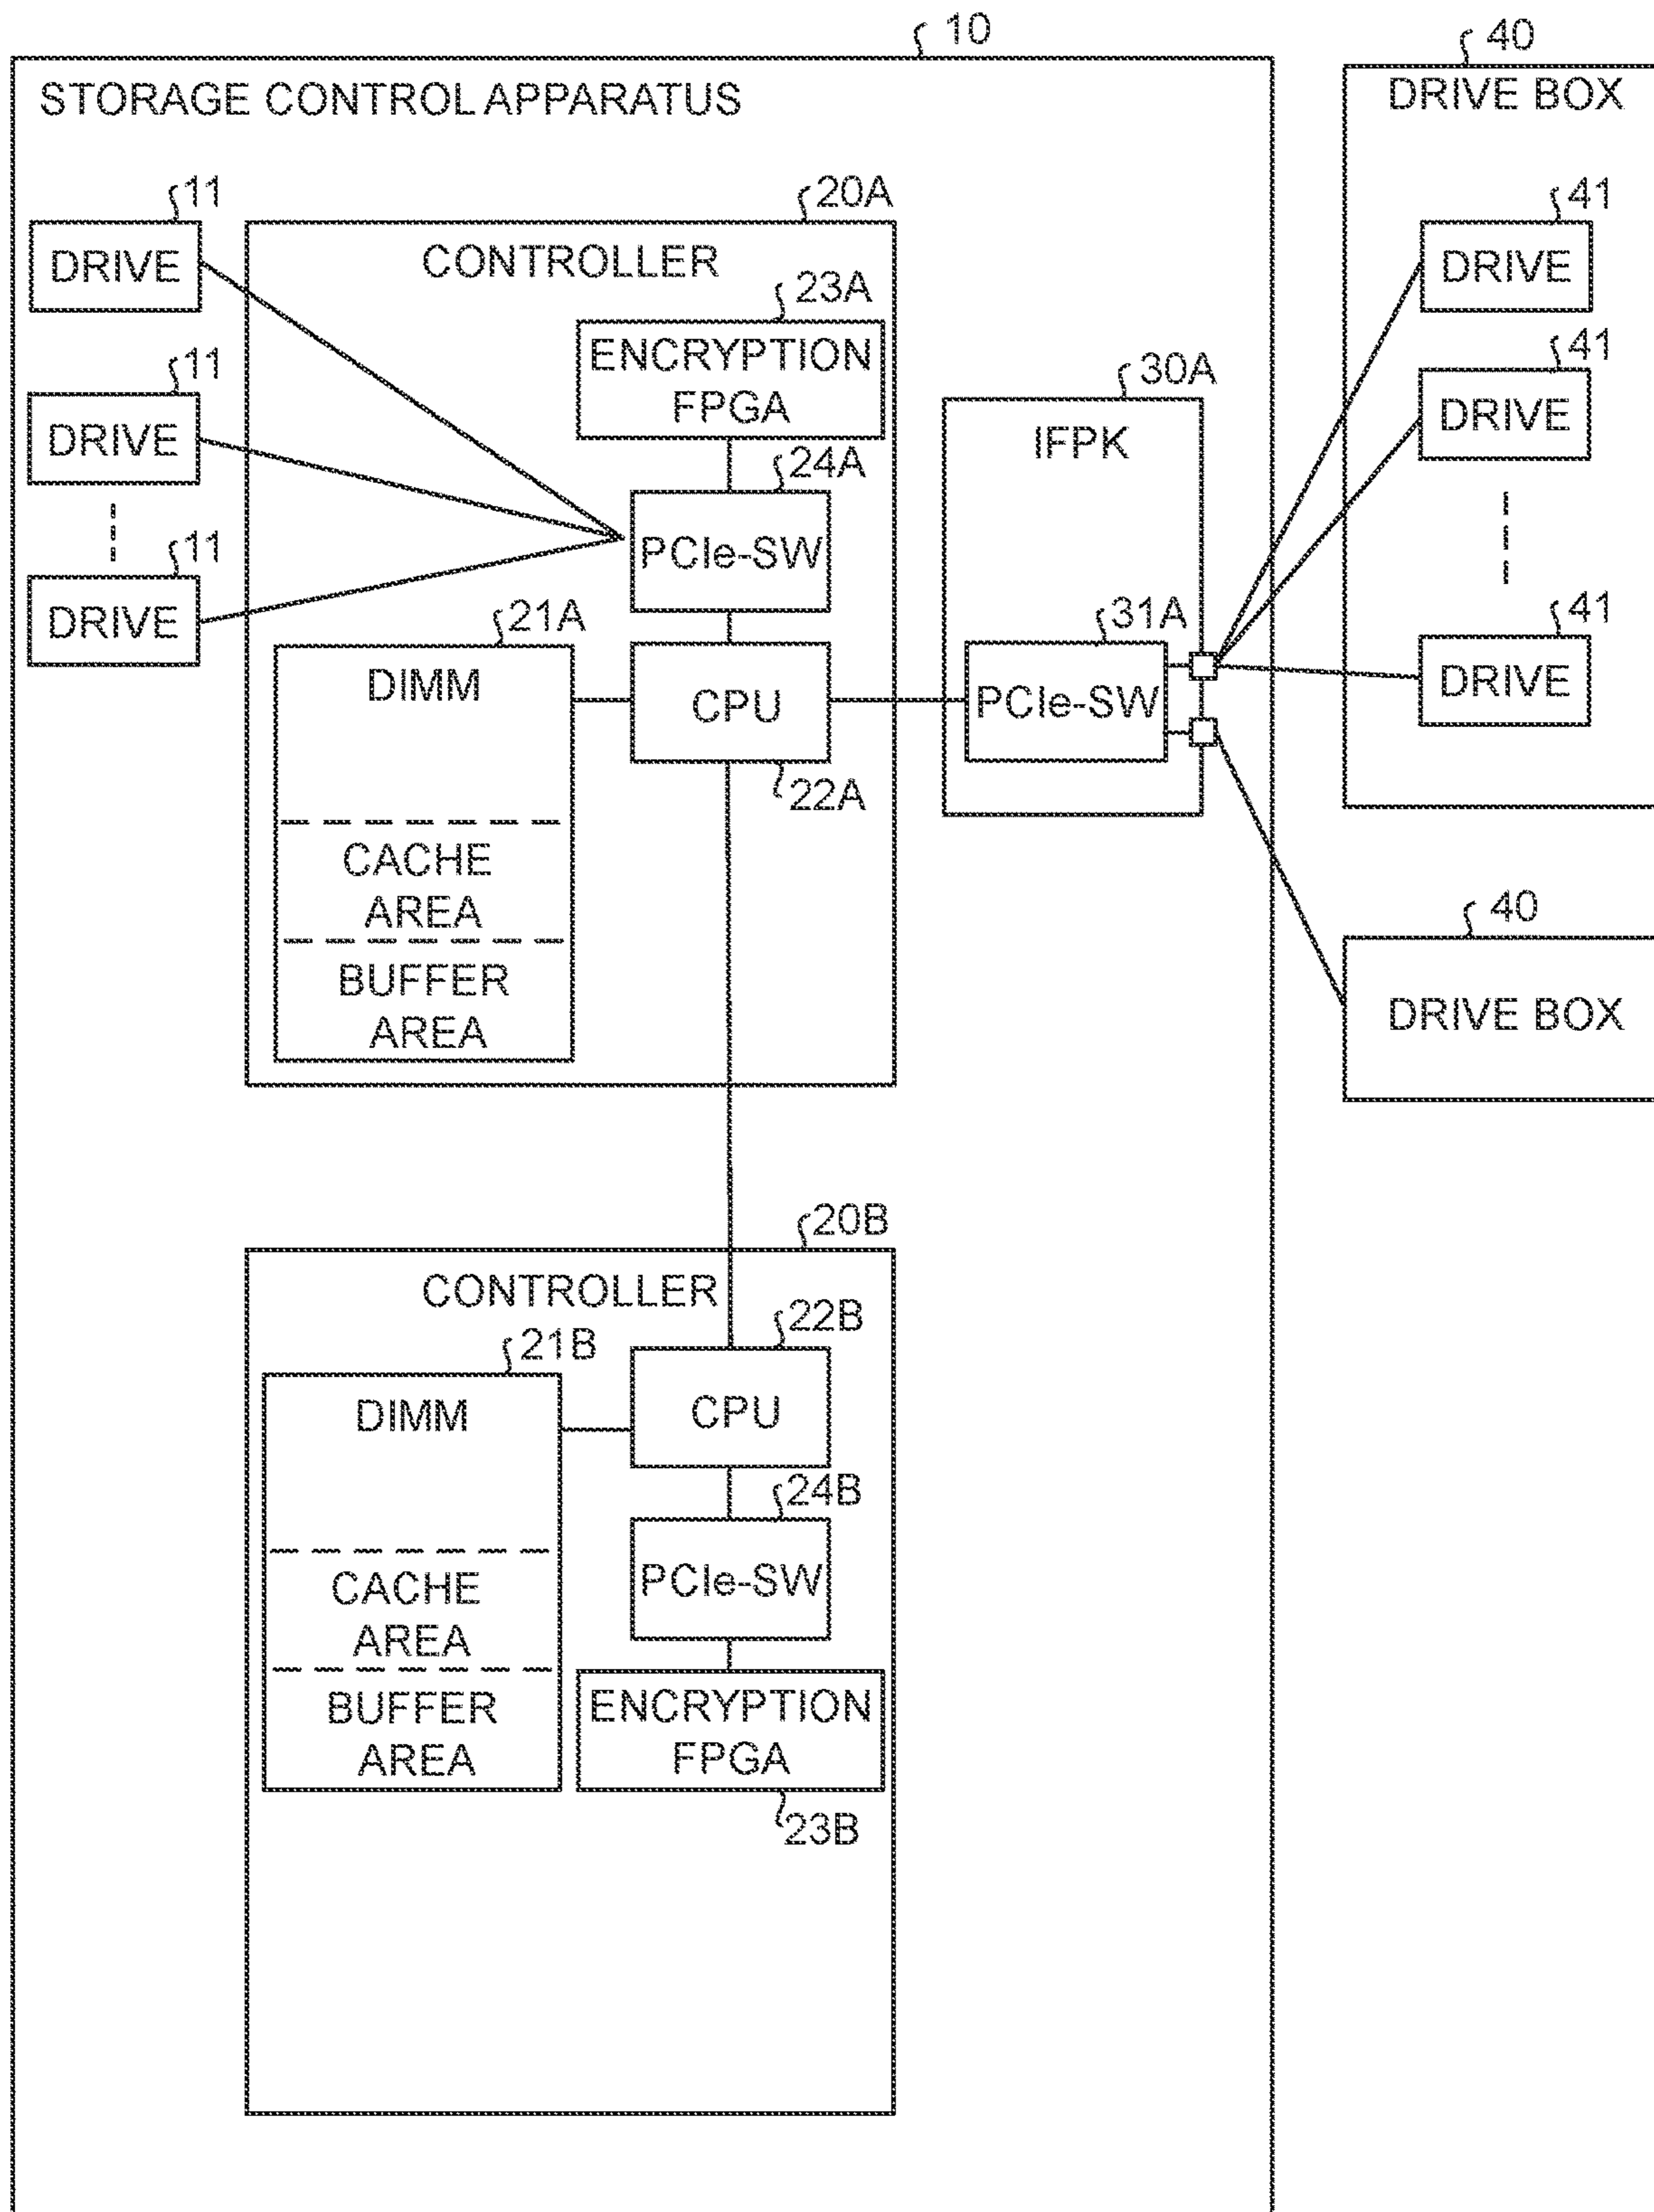 10
40
STORAGE CONTROL APPARATUS
DRIVE BOX
11
DRIVE
11
DRIVE
11
DRIVE
20A
CONTROLLER
23A
ENCRYPTION
FPGA
24A
PCIe-SW
21A
DIMM
CACHE
AREA
BUFFER
AREA
CPU
22A
30A
IFPK
31A
PCIe-SW
41
DRIVE
41
DRIVE
41
DRIVE
40
DRIVE BOX
20B
CONTROLLER
22B
CPU
21B
DIMM
CACHE
AREA
BUFFER
AREA
24B
PCIe-SW
ENCRYPTION
FPGA
23B